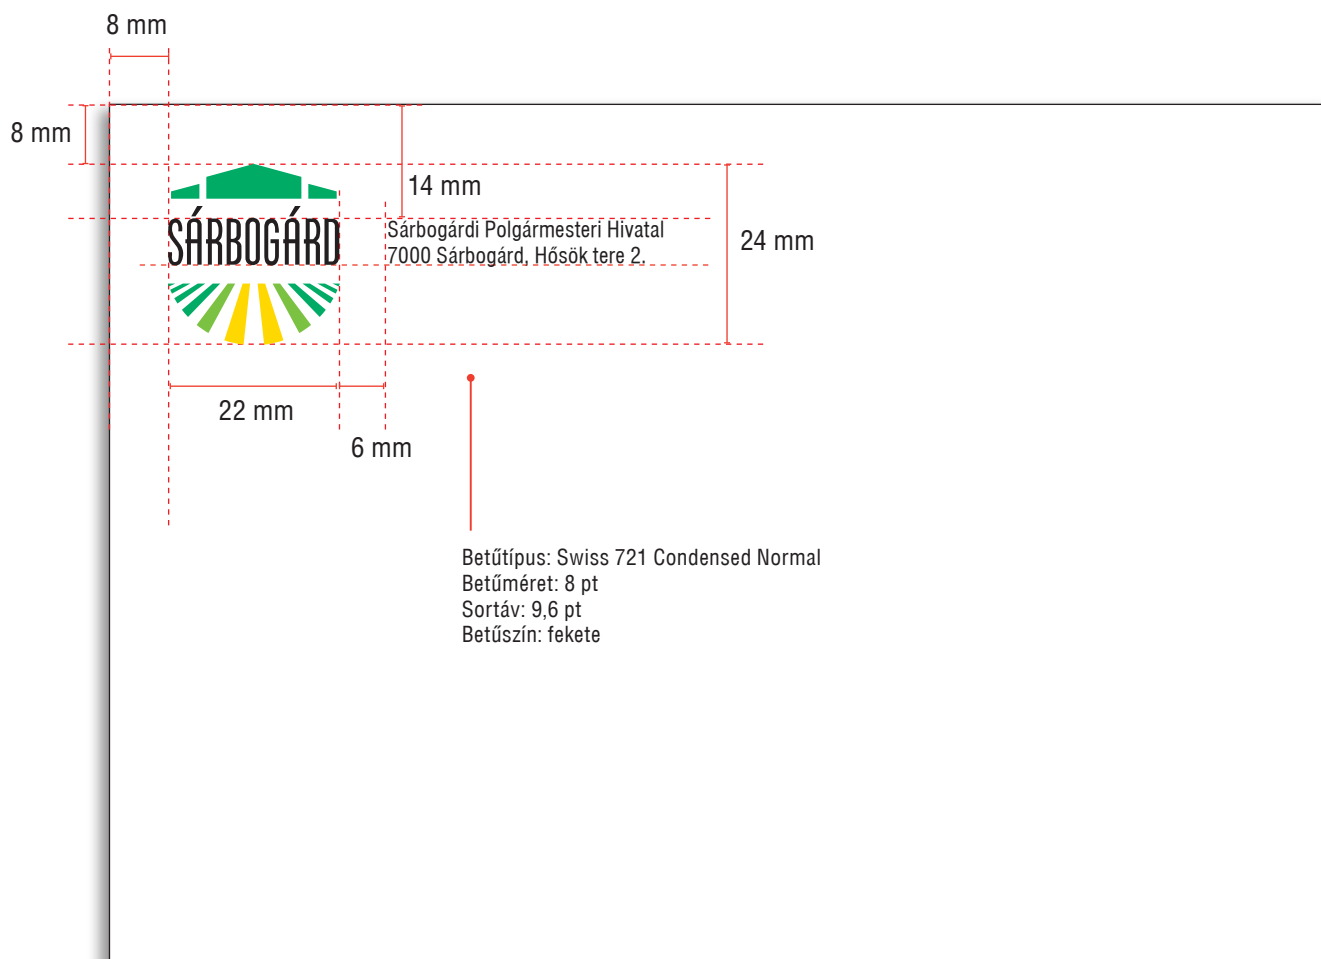 8 mm
8 mm
14 mm
SÁRBOGÁRD
Sárbogárdi Polgármesteri Hivatal
7000 Sárbogárd, Hősök tere 2.
24 mm
22 mm
6 mm
Betűtípus: Swiss 721 Condensed Normal
Betűméret: 8 pt
Sortáv: 9,6 pt
Betűszín: fekete